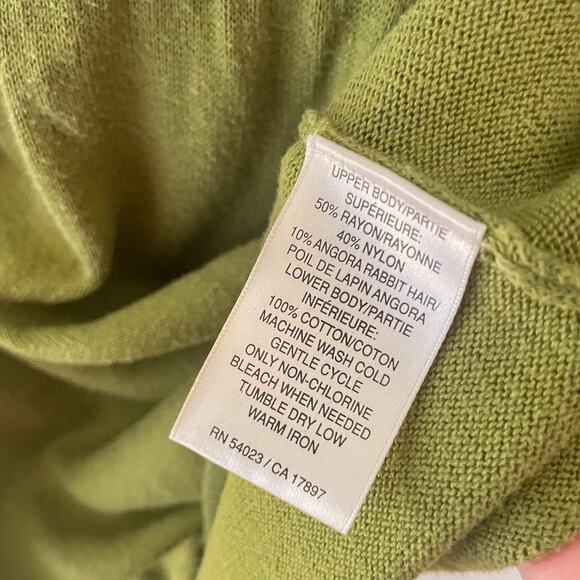 UPPER BODY/PARTIE
SUPÉRIEURE:
50% RAYON/RAYONNE
40% NYLON
10% ANGORA RABBIT HAIR/
POIL DE LAPIN ANGORA
LOWER BODY/PARTIE
INFÉRIEURE:
100% COTTON/COTON
MACHINE WASH COLD
GENTLE CYCLE
ONLY NON-CHLORINE
BLEACH WHEN NEEDED
TUMBLE DRY LOW
WARM IRON
RN 54023 / CA 17897